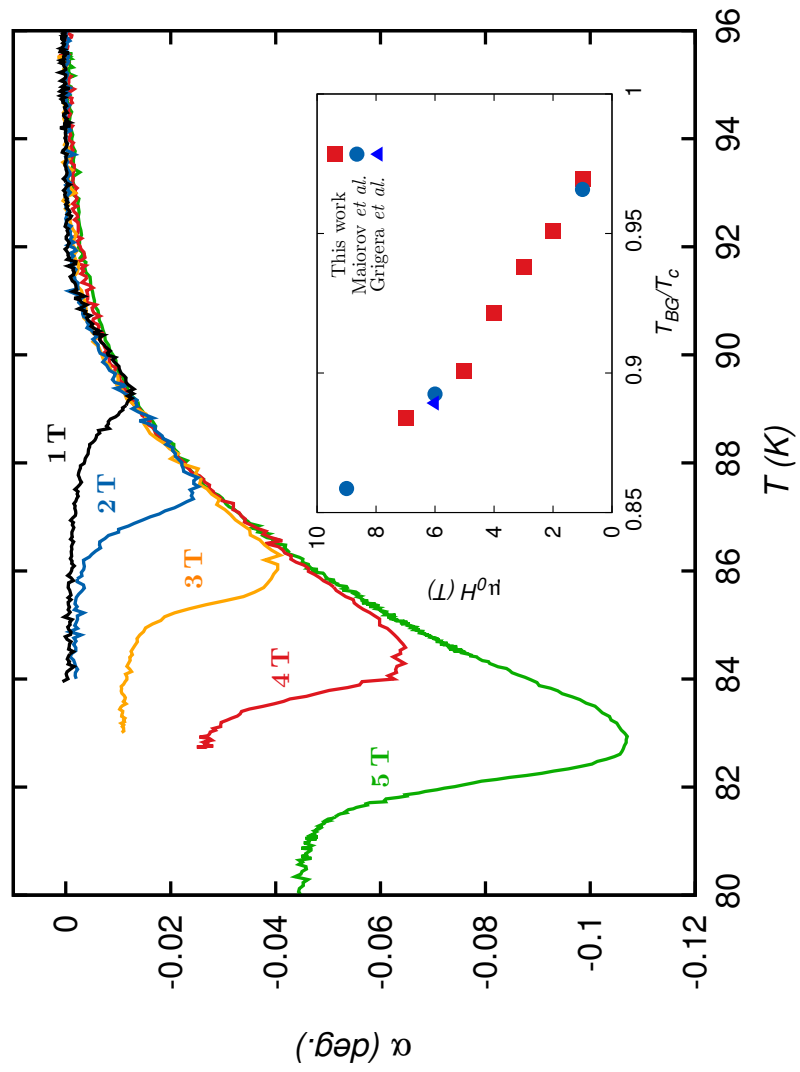 0
-0.02
-0.04
-0.06
-0.08
-0.1
-0.12
α (deg.)
80
82
84
86
88
90
92
94
96
T (K)
1 T
2 T
3 T
4 T
5 T
10
8
6
4
2
0
μ0H (T)
0.85
0.9
0.95
1
TBG/Tc
This work
Maiorov et al.
Grigera et al.